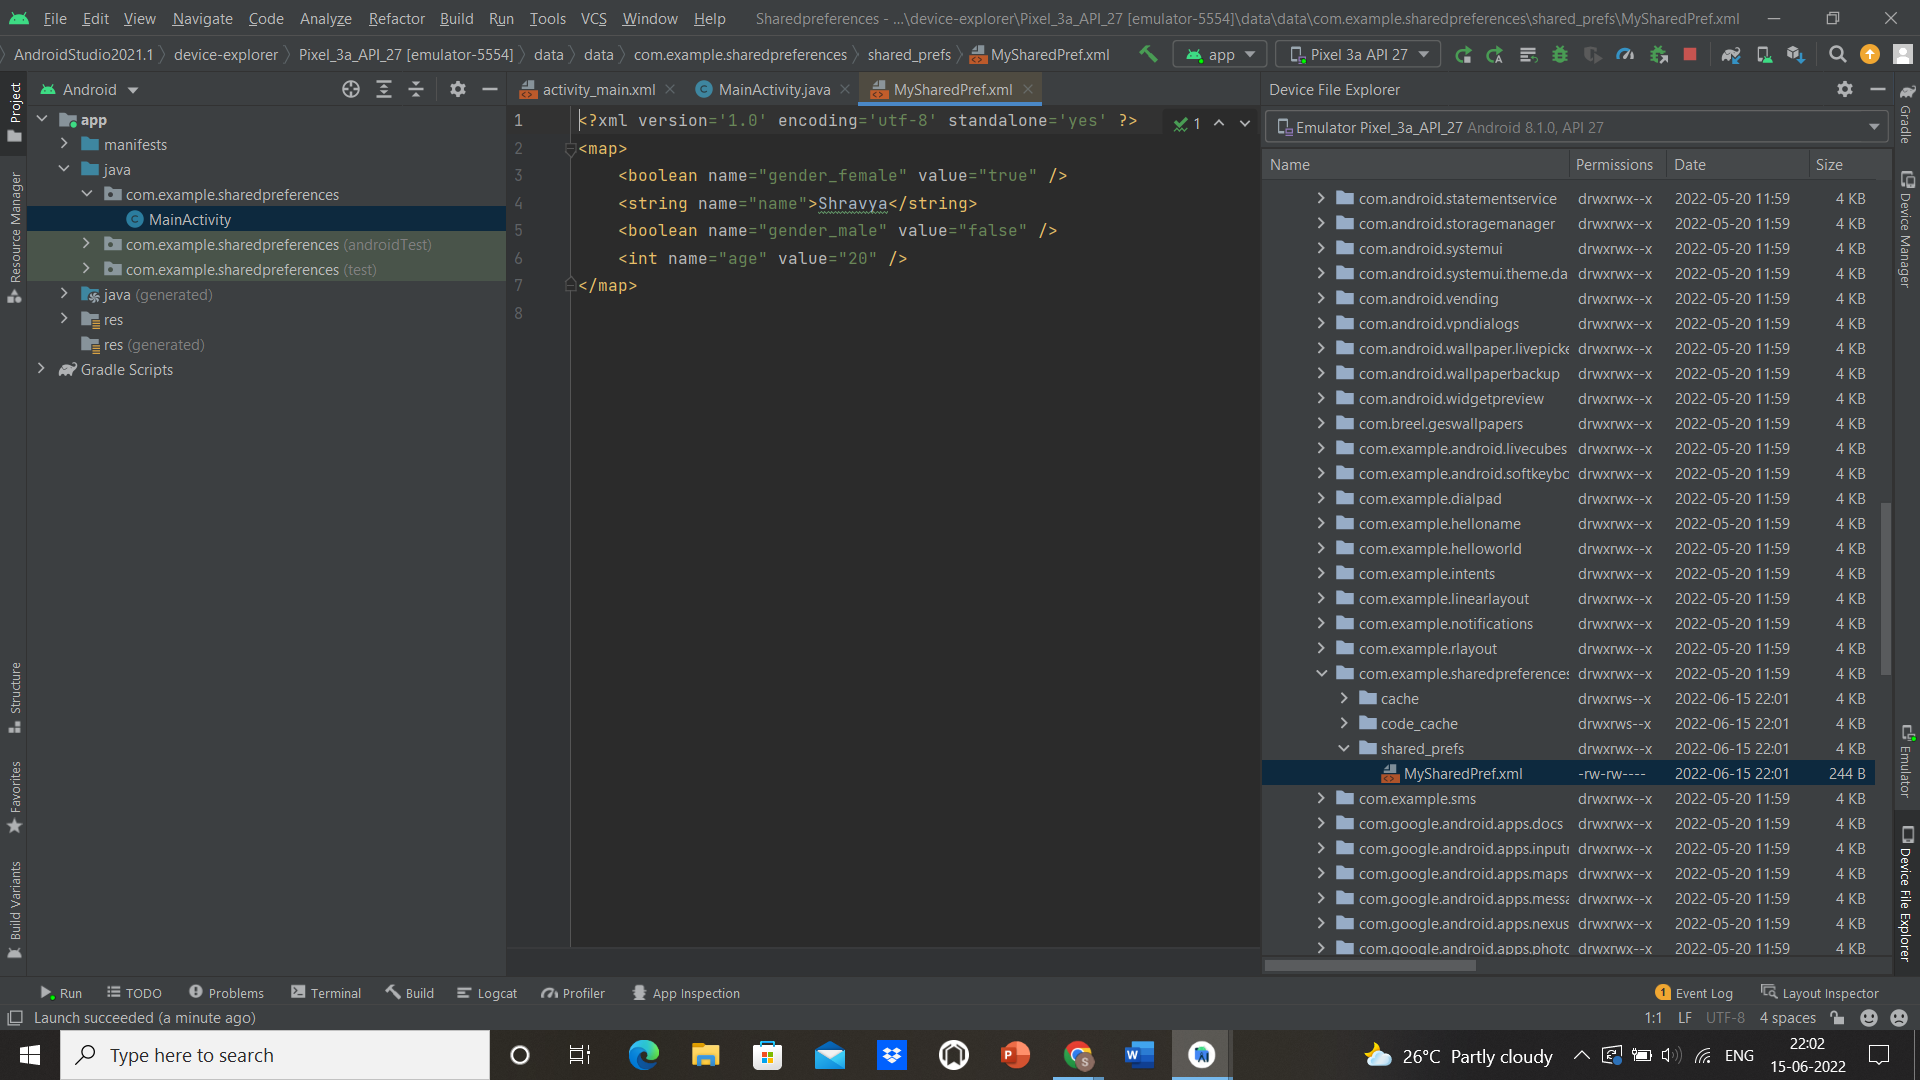 File Edit View Navigate Code Analyze Refactor Build Run Tools VCS Window Help Sharedpreferences - ...\device-explorer\Pixel_3a_API_27 [emulator-5554]\data\data\com.example.sharedpreferences\shared_prefs\MySharedPref.xml
AndroidStudio2021.1 device-explorer Pixel_3a_API_27 [emulator-5554] data data com.example.sharedpreferences shared_prefs MySharedPref.xml app Pixel 3a API 27
Project
Resource Manager
Structure
Favorites
Build Variants
Android
app
manifests
java
com.example.sharedpreferences
MainActivity
com.example.sharedpreferences (androidTest)
com.example.sharedpreferences (test)
java (generated)
res
res (generated)
Gradle Scripts
activity_main.xml MainActivity.java MySharedPref.xml
1 <?xml version='1.0' encoding='utf-8' standalone='yes' ?> 1
2 <map>
3 <boolean name="gender_female" value="true" />
4 <string name="name">Shravya</string>
5 <boolean name="gender_male" value="false" />
6 <int name="age" value="20" />
7 </map>
8
Device File Explorer
Emulator Pixel_3a_API_27 Android 8.1.0, API 27
Name Permissions Date Size
com.android.statementservice drwxrwx--x 2022-05-20 11:59 4 KB
com.android.storagemanager drwxrwx--x 2022-05-20 11:59 4 KB
com.android.systemui drwxrwx--x 2022-05-20 11:59 4 KB
com.android.systemui.theme.da drwxrwx--x 2022-05-20 11:59 4 KB
com.android.vending drwxrwx--x 2022-05-20 11:59 4 KB
com.android.vpndialogs drwxrwx--x 2022-05-20 11:59 4 KB
com.android.wallpaper.livepicke drwxrwx--x 2022-05-20 11:59 4 KB
com.android.wallpaperbackup drwxrwx--x 2022-05-20 11:59 4 KB
com.android.widgetpreview drwxrwx--x 2022-05-20 11:59 4 KB
com.breel.geswallpapers drwxrwx--x 2022-05-20 11:59 4 KB
com.example.android.livecubes drwxrwx--x 2022-05-20 11:59 4 KB
com.example.android.softkeybo drwxrwx--x 2022-05-20 11:59 4 KB
com.example.dialpad drwxrwx--x 2022-05-20 11:59 4 KB
com.example.helloname drwxrwx--x 2022-05-20 11:59 4 KB
com.example.helloworld drwxrwx--x 2022-05-20 11:59 4 KB
com.example.intents drwxrwx--x 2022-05-20 11:59 4 KB
com.example.linearlayout drwxrwx--x 2022-05-20 11:59 4 KB
com.example.notifications drwxrwx--x 2022-05-20 11:59 4 KB
com.example.rlayout drwxrwx--x 2022-05-20 11:59 4 KB
com.example.sharedpreferences drwxrwx--x 2022-05-20 11:59 4 KB
cache drwxrws--x 2022-06-15 22:01 4 KB
code_cache drwxrws--x 2022-06-15 22:01 4 KB
shared_prefs drwxrwx--x 2022-06-15 22:01 4 KB
MySharedPref.xml -rw-rw---- 2022-06-15 22:01 244 B
com.example.sms drwxrwx--x 2022-05-20 11:59 4 KB
com.google.android.apps.docs drwxrwx--x 2022-05-20 11:59 4 KB
com.google.android.apps.inputr drwxrwx--x 2022-05-20 11:59 4 KB
com.google.android.apps.maps drwxrwx--x 2022-05-20 11:59 4 KB
com.google.android.apps.messa drwxrwx--x 2022-05-20 11:59 4 KB
com.google.android.apps.nexus drwxrwx--x 2022-05-20 11:59 4 KB
com.google.android.apps.photo drwxrwx--x 2022-05-20 11:59 4 KB
Gradle
Device Manager
Emulator
Device File Explorer
Run TODO Problems Terminal Build Logcat Profiler App Inspection 1 Event Log Layout Inspector
Launch succeeded (a minute ago) 1:1 LF UTF-8 4 spaces
Type here to search 26°C Partly cloudy ENG 22:02
15-06-2022